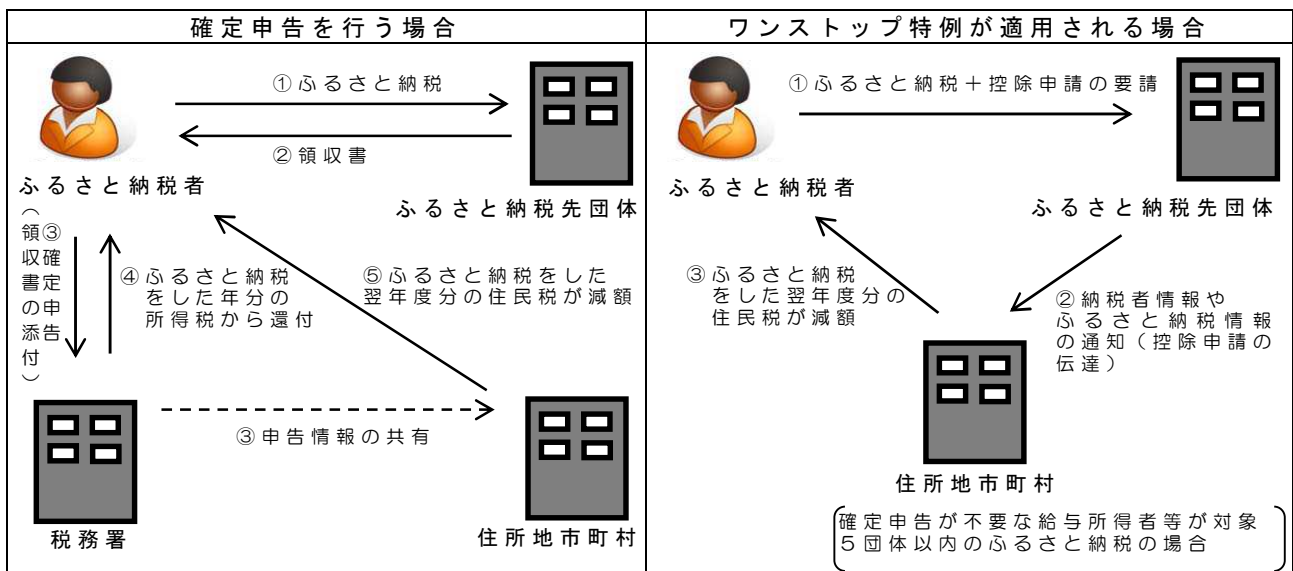 確定申告を行う場合
①ふるさと納税
②領収書
ふるさと納税者
ふるさと納税先団体
③確定申告
（領収書の添付）
④ふるさと納税
をした年分の
所得税から還付
⑤ふるさと納税をした
翌年度分の住民税が減額
③申告情報の共有
税務署
住所地市町村
ワンストップ特例が適用される場合
①ふるさと納税＋控除申請の要請
ふるさと納税者
ふるさと納税先団体
③ふるさと納税
をした翌年度分の
住民税が減額
②納税者情報や
ふるさと納税情報
の通知（控除申請の
伝達）
住所地市町村
確定申告が不要な給与所得者等が対象
５団体以内のふるさと納税の場合